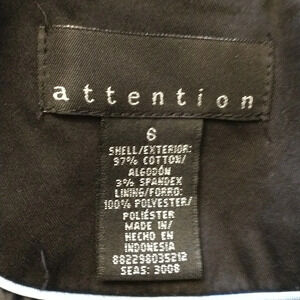 attention
6
SHELL/EXTERIOR:
97% COTTON/
ALGODÓN
3% SPANDEX
LINING/FORRO:
100% POLYESTER/
POLIÉSTER
MADE IN/
HECHO EN
INDONESIA
882298035212
SEAS: 3008